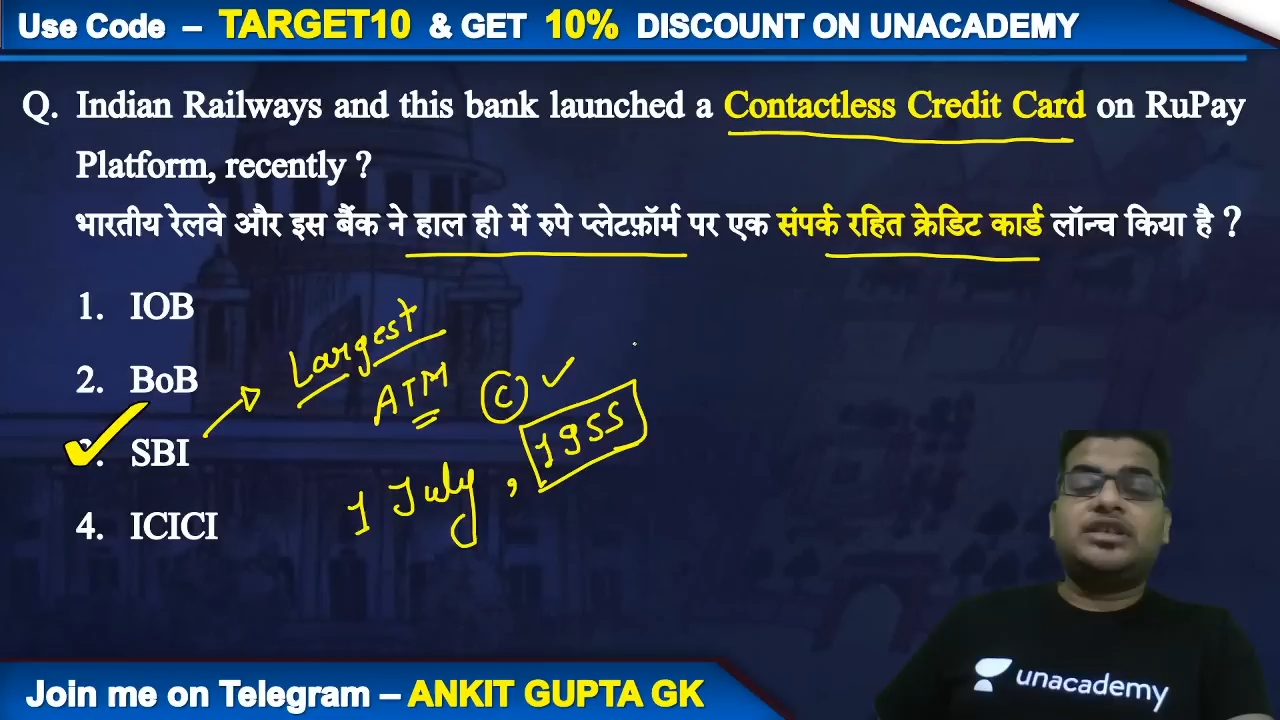 Use Code – TARGET10 & GET 10% DISCOUNT ON UNACADEMY
Q. Indian Railways and this bank launched a Contactless Credit Card on RuPay
Platform, recently ?
भारतीय रेलवे और इस बैंक ने हाल ही में रुपे प्लेटफ़ॉर्म पर एक संपर्क रहित क्रेडिट कार्ड लॉन्च किया है ?
1. IOB
2. BoB
3. SBI
4. ICICI
Largest
ATM
C
1 July, 1955
unacademy
Join me on Telegram – ANKIT GUPTA GK